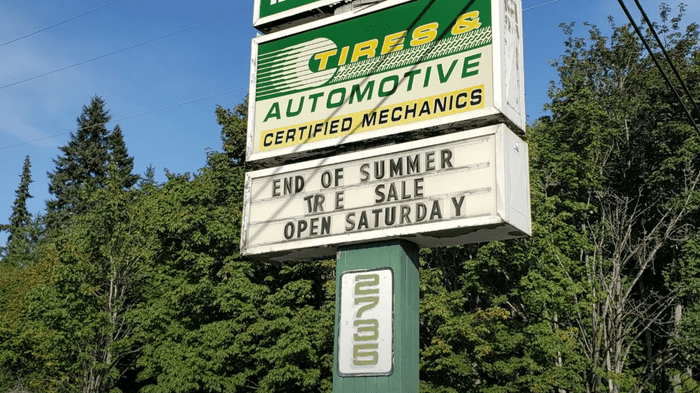 TIRES &
AUTOMOTIVE
CERTIFIED MECHANICS
END OF SUMMER
TR E SALE
OPEN SATURDAY
2735